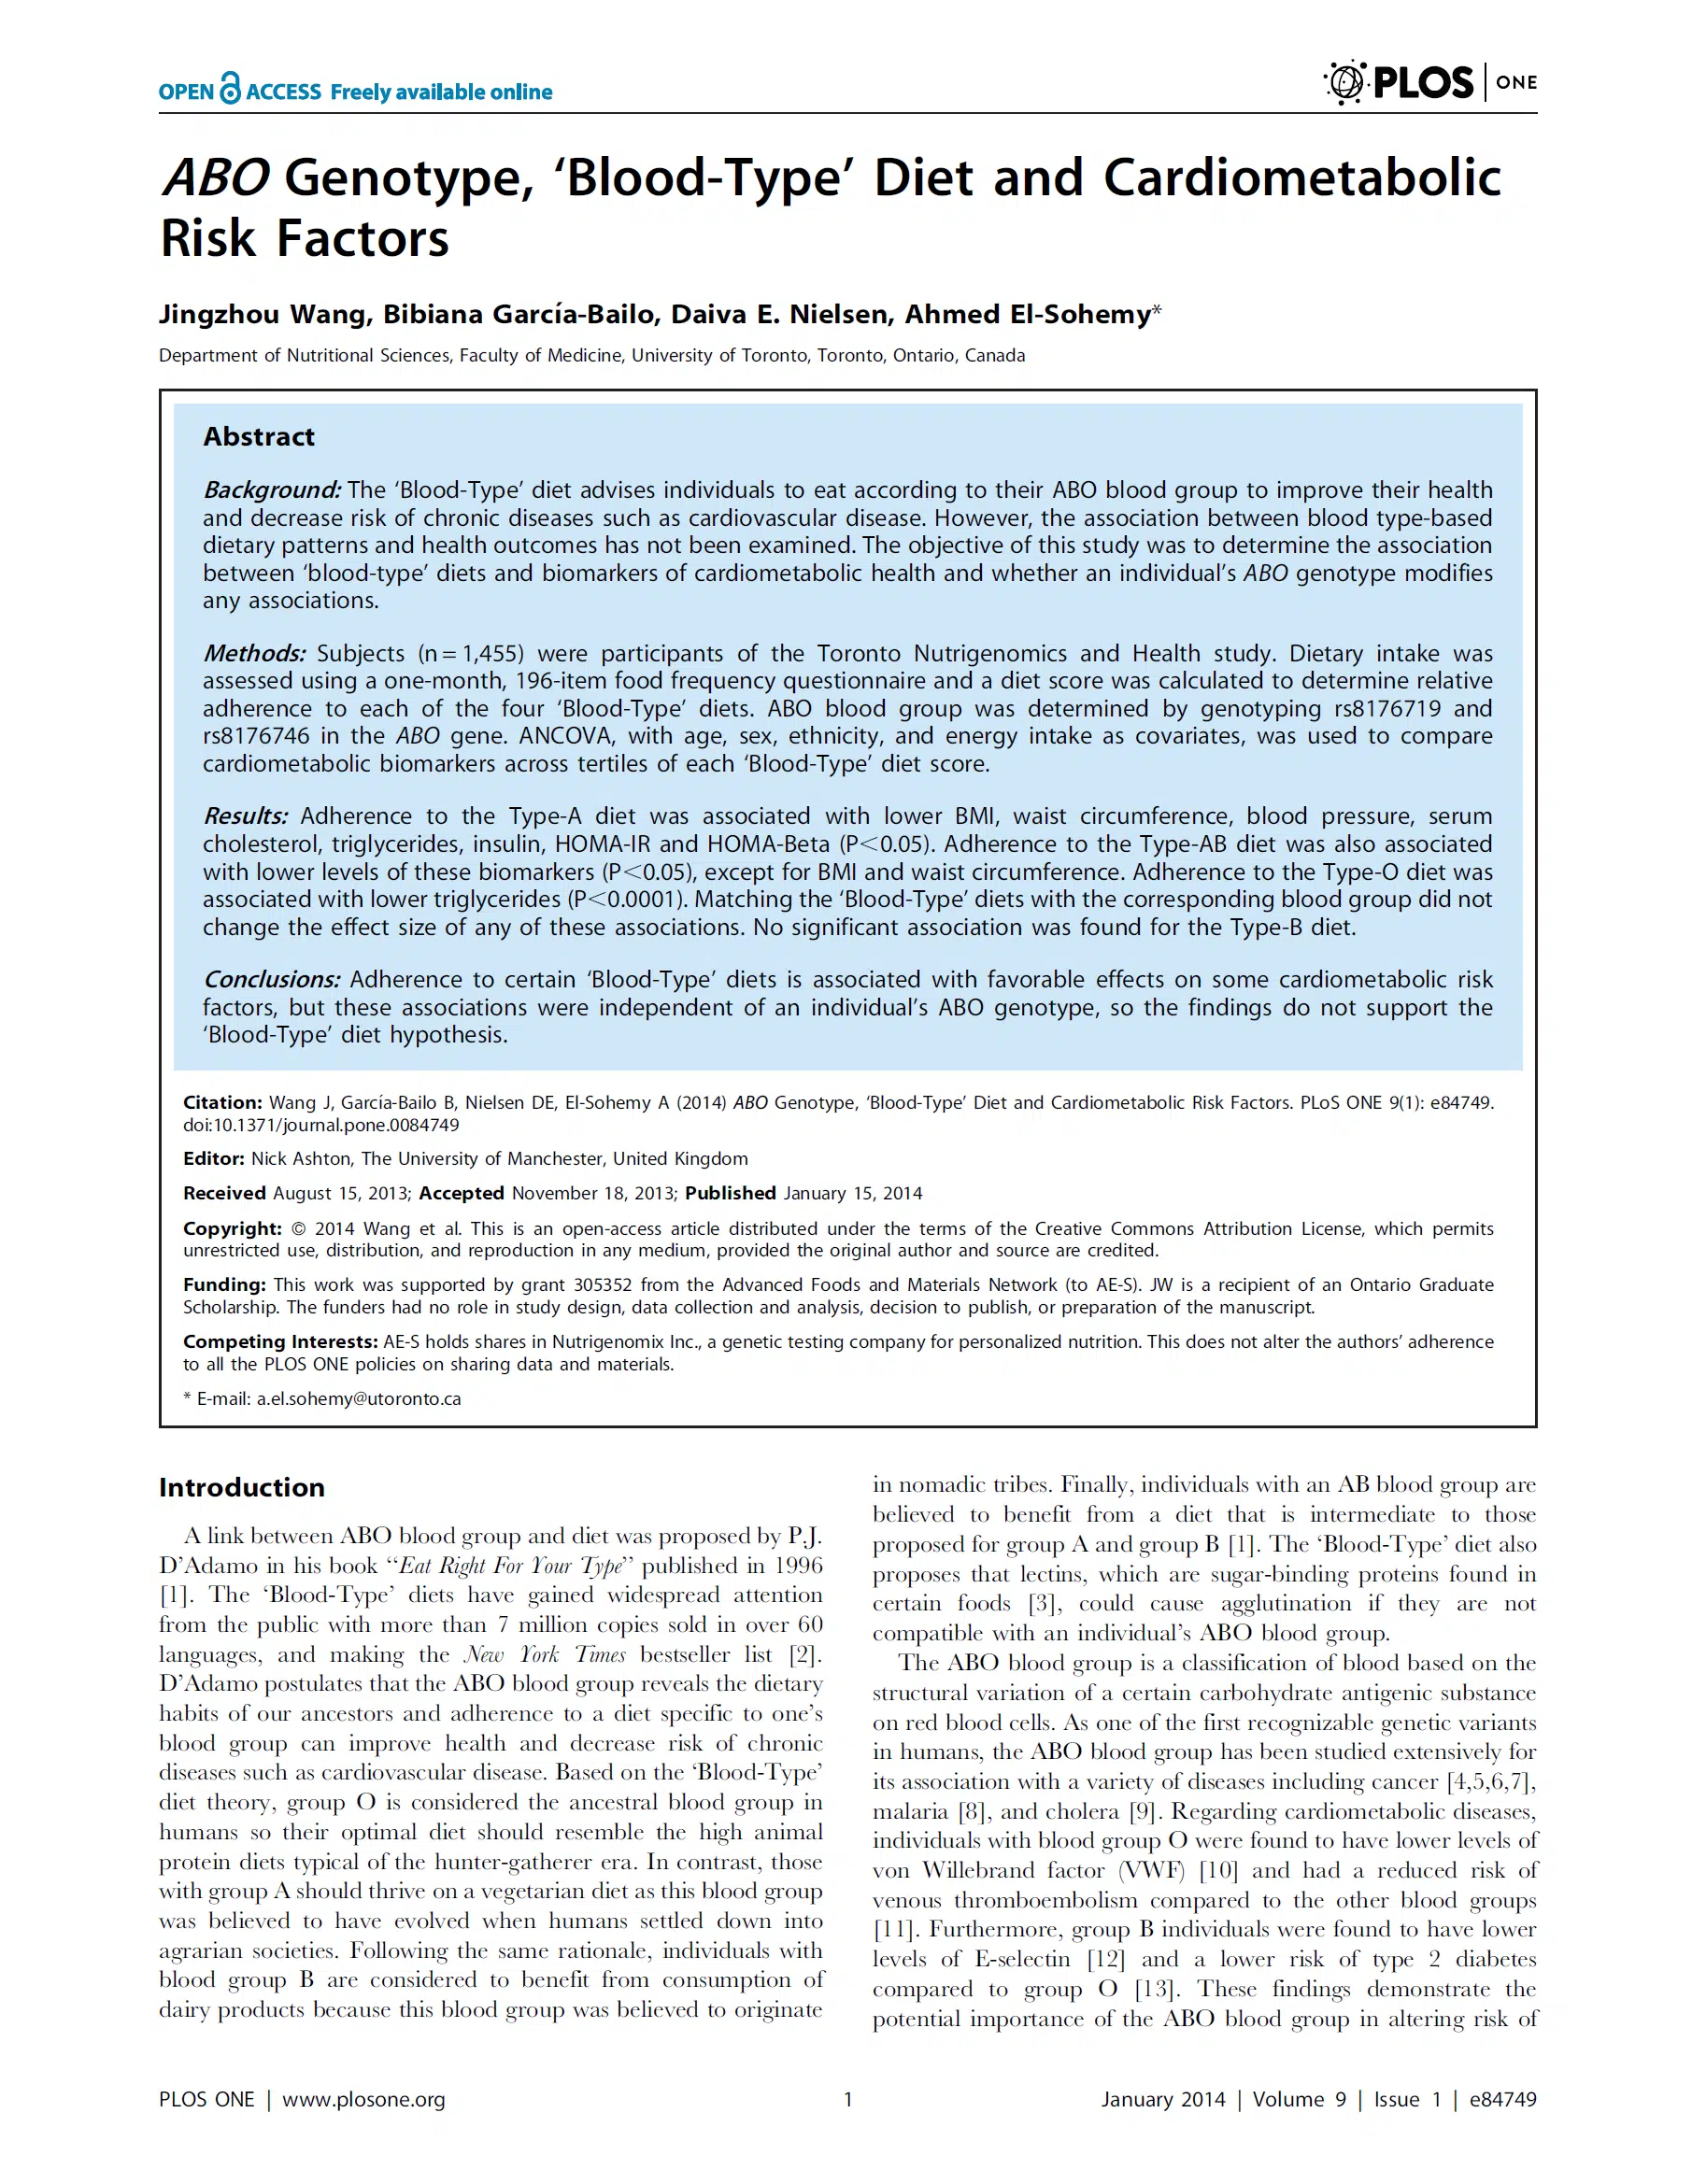 OPEN ACCESS Freely available online
PLOS ONE
ABO Genotype, ‘Blood-Type’ Diet and Cardiometabolic
Risk Factors
Jingzhou Wang, Bibiana García-Bailo, Daiva E. Nielsen, Ahmed El-Sohemy*
Department of Nutritional Sciences, Faculty of Medicine, University of Toronto, Toronto, Ontario, Canada
Abstract
Background: The ‘Blood-Type’ diet advises individuals to eat according to their ABO blood group to improve their health
and decrease risk of chronic diseases such as cardiovascular disease. However, the association between blood type-based
dietary patterns and health outcomes has not been examined. The objective of this study was to determine the association
between ‘blood-type’ diets and biomarkers of cardiometabolic health and whether an individual’s ABO genotype modifies
any associations.
Methods: Subjects (n = 1,455) were participants of the Toronto Nutrigenomics and Health study. Dietary intake was
assessed using a one-month, 196-item food frequency questionnaire and a diet score was calculated to determine relative
adherence to each of the four ‘Blood-Type’ diets. ABO blood group was determined by genotyping rs8176719 and
rs8176746 in the ABO gene. ANCOVA, with age, sex, ethnicity, and energy intake as covariates, was used to compare
cardiometabolic biomarkers across tertiles of each ‘Blood-Type’ diet score.
Results: Adherence to the Type-A diet was associated with lower BMI, waist circumference, blood pressure, serum
cholesterol, triglycerides, insulin, HOMA-IR and HOMA-Beta (P<0.05). Adherence to the Type-AB diet was also associated
with lower levels of these biomarkers (P<0.05), except for BMI and waist circumference. Adherence to the Type-O diet was
associated with lower triglycerides (P<0.0001). Matching the ‘Blood-Type’ diets with the corresponding blood group did not
change the effect size of any of these associations. No significant association was found for the Type-B diet.
Conclusions: Adherence to certain ‘Blood-Type’ diets is associated with favorable effects on some cardiometabolic risk
factors, but these associations were independent of an individual’s ABO genotype, so the findings do not support the
‘Blood-Type’ diet hypothesis.
Citation: Wang J, García-Bailo B, Nielsen DE, El-Sohemy A (2014) ABO Genotype, ‘Blood-Type’ Diet and Cardiometabolic Risk Factors. PLoS ONE 9(1): e84749.
doi:10.1371/journal.pone.0084749
Editor: Nick Ashton, The University of Manchester, United Kingdom
Received August 15, 2013; Accepted November 18, 2013; Published January 15, 2014
Copyright: © 2014 Wang et al. This is an open-access article distributed under the terms of the Creative Commons Attribution License, which permits
unrestricted use, distribution, and reproduction in any medium, provided the original author and source are credited.
Funding: This work was supported by grant 305352 from the Advanced Foods and Materials Network (to AE-S). JW is a recipient of an Ontario Graduate
Scholarship. The funders had no role in study design, data collection and analysis, decision to publish, or preparation of the manuscript.
Competing Interests: AE-S holds shares in Nutrigenomix Inc., a genetic testing company for personalized nutrition. This does not alter the authors’ adherence
to all the PLOS ONE policies on sharing data and materials.
* E-mail: a.el.sohemy@utoronto.ca
Introduction
A link between ABO blood group and diet was proposed by P.J.
D’Adamo in his book ‘‘Eat Right For Your Type’’ published in 1996
[1]. The ‘Blood-Type’ diets have gained widespread attention
from the public with more than 7 million copies sold in over 60
languages, and making the New York Times bestseller list [2].
D’Adamo postulates that the ABO blood group reveals the dietary
habits of our ancestors and adherence to a diet specific to one’s
blood group can improve health and decrease risk of chronic
diseases such as cardiovascular disease. Based on the ‘Blood-Type’
diet theory, group O is considered the ancestral blood group in
humans so their optimal diet should resemble the high animal
protein diets typical of the hunter-gatherer era. In contrast, those
with group A should thrive on a vegetarian diet as this blood group
was believed to have evolved when humans settled down into
agrarian societies. Following the same rationale, individuals with
blood group B are considered to benefit from consumption of
dairy products because this blood group was believed to originate
in nomadic tribes. Finally, individuals with an AB blood group are
believed to benefit from a diet that is intermediate to those
proposed for group A and group B [1]. The ‘Blood-Type’ diet also
proposes that lectins, which are sugar-binding proteins found in
certain foods [3], could cause agglutination if they are not
compatible with an individual’s ABO blood group.
The ABO blood group is a classification of blood based on the
structural variation of a certain carbohydrate antigenic substance
on red blood cells. As one of the first recognizable genetic variants
in humans, the ABO blood group has been studied extensively for
its association with a variety of diseases including cancer [4,5,6,7],
malaria [8], and cholera [9]. Regarding cardiometabolic diseases,
individuals with blood group O were found to have lower levels of
von Willebrand factor (VWF) [10] and had a reduced risk of
venous thromboembolism compared to the other blood groups
[11]. Furthermore, group B individuals were found to have lower
levels of E-selectin [12] and a lower risk of type 2 diabetes
compared to group O [13]. These findings demonstrate the
potential importance of the ABO blood group in altering risk of
PLOS ONE | www.plosone.org
1
January 2014 | Volume 9 | Issue 1 | e84749